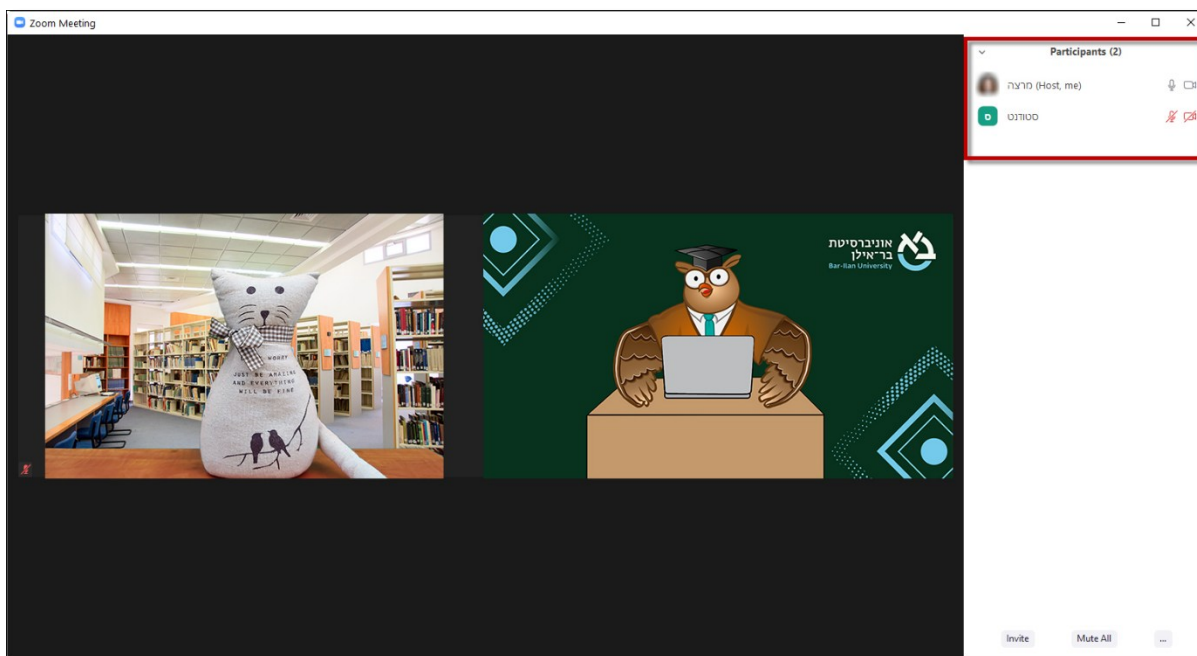 Zoom Meeting
Participants (2)
מרצה (Host, me)
ס
סטודנט
WORRY
JUST BE AMAZING
AND EVERYTHING
WILL BE FINE
אוניברסיטת
בר־אילן
Bar-Ilan University
Invite
Mute All
...